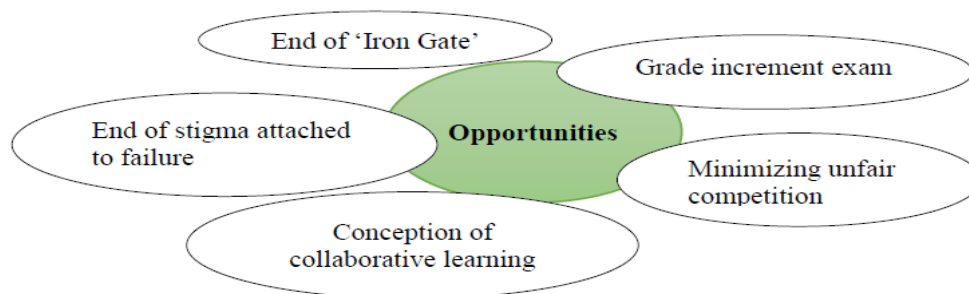 End of ‘Iron Gate’
Grade increment exam
End of stigma attached
to failure
Opportunities
Minimizing unfair
competition
Conception of
collaborative learning